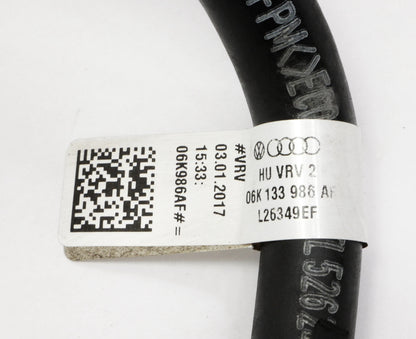 #VRV
03.01.2017
15:33:
06K986AF#=
HU VRV 2
06K 133 986 AF
L26349EF